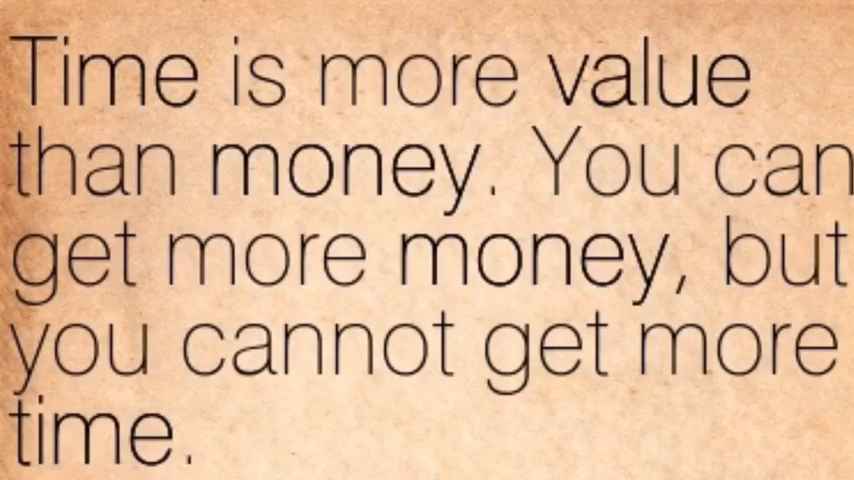 Time is more value
than money. You can
get more money, but
you cannot get more
time.